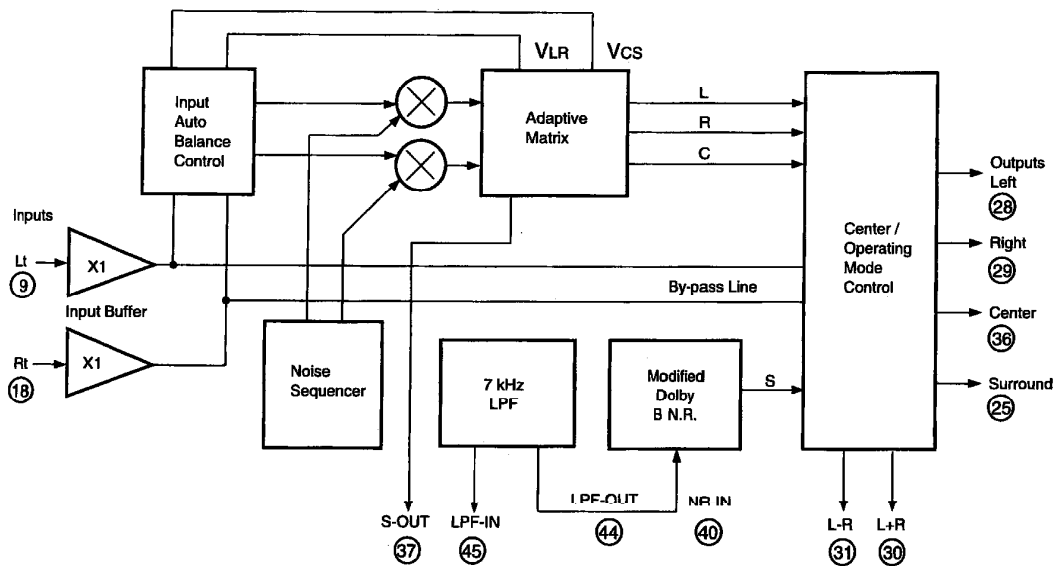 VLR
VCS
Input
Auto
Balance
Control
Adaptive
Matrix
L
R
C
Center /
Operating
Mode
Control
Outputs
Left
28
Right
29
Center
36
Surround
25
Inputs
Lt
9
X1
Input Buffer
Rt
18
X1
By-pass Line
Noise
Sequencer
7 kHz
LPF
Modified
Dolby
B N.R.
S
S-OUT
37
LPF-IN
45
LPF-OUT
44
NR IN
40
L-R
31
L+R
30